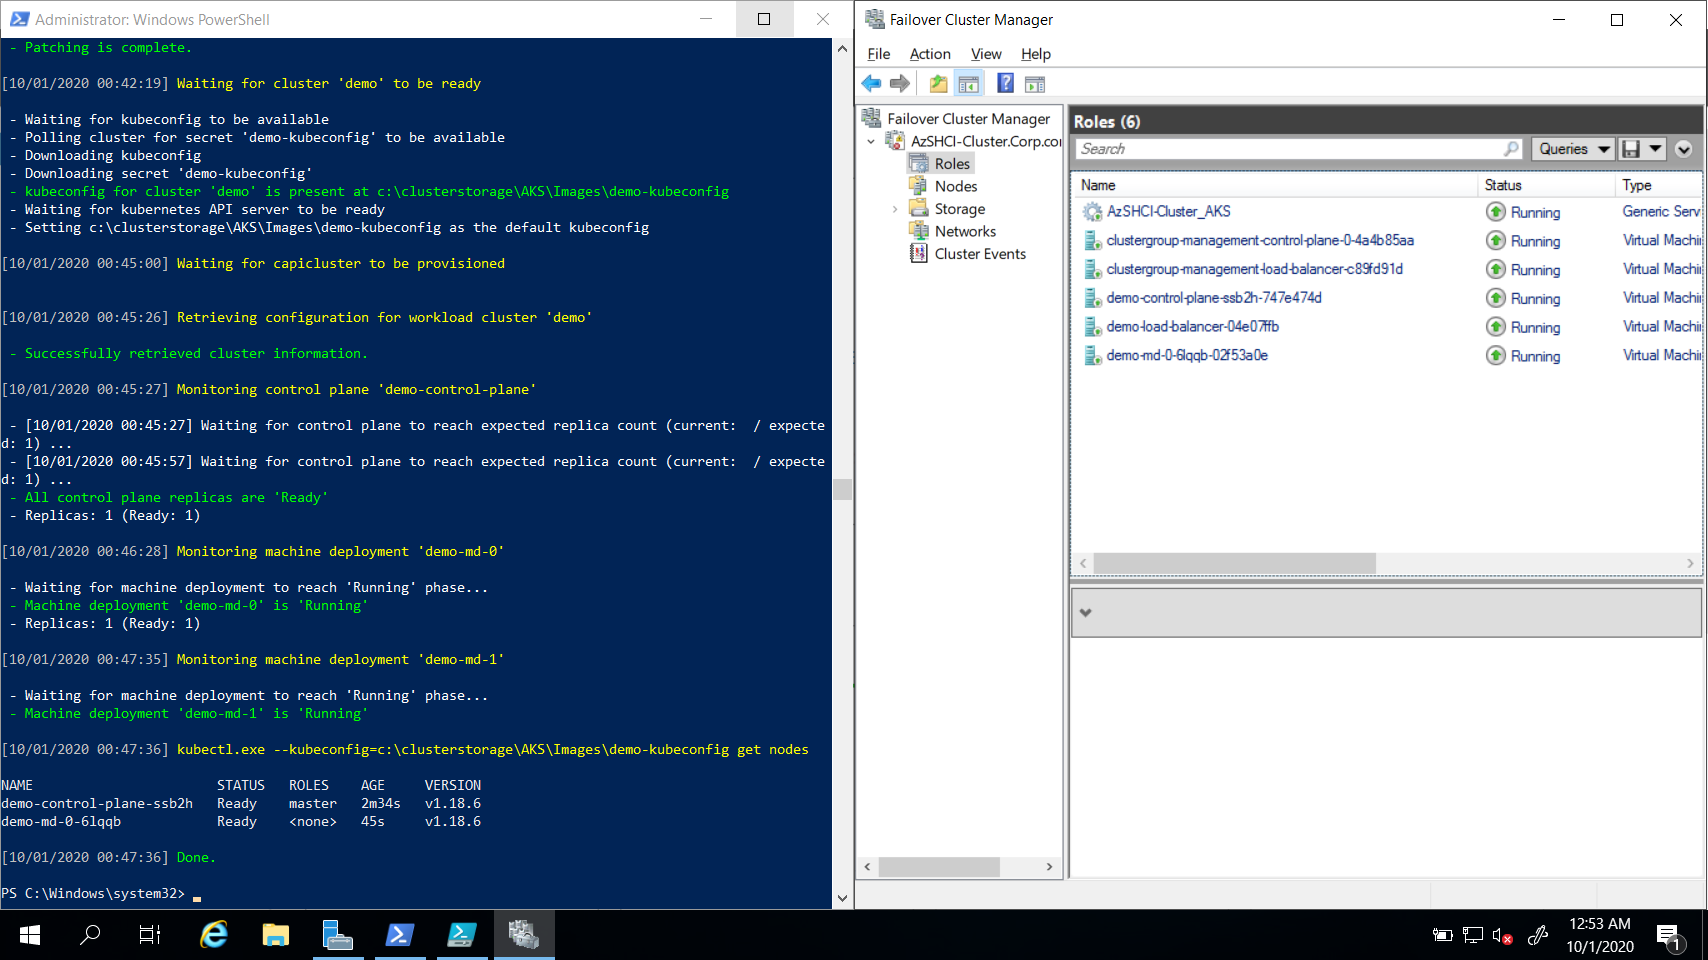 Administrator: Windows PowerShell
- Patching is complete.
[10/01/2020 00:42:19] Waiting for cluster 'demo' to be ready
- Waiting for kubeconfig to be available
- Polling cluster for secret 'demo-kubeconfig' to be available
- Downloading kubeconfig
- Downloading secret 'demo-kubeconfig'
- kubeconfig for cluster 'demo' is present at c:\clusterstorage\AKS\Images\demo-kubeconfig
- Waiting for kubernetes API server to be ready
- Setting c:\clusterstorage\AKS\Images\demo-kubeconfig as the default kubeconfig
[10/01/2020 00:45:00] Waiting for capicluster to be provisioned
[10/01/2020 00:45:26] Retrieving configuration for workload cluster 'demo'
- Successfully retrieved cluster information.
[10/01/2020 00:45:27] Monitoring control plane 'demo-control-plane'
- [10/01/2020 00:45:27] Waiting for control plane to reach expected replica count (current:  / expecte
d: 1) ...
- [10/01/2020 00:45:57] Waiting for control plane to reach expected replica count (current:  / expecte
d: 1) ...
- All control plane replicas are 'Ready'
- Replicas: 1 (Ready: 1)
[10/01/2020 00:46:28] Monitoring machine deployment 'demo-md-0'
- Waiting for machine deployment to reach 'Running' phase...
- Machine deployment 'demo-md-0' is 'Running'
- Replicas: 1 (Ready: 1)
[10/01/2020 00:47:35] Monitoring machine deployment 'demo-md-1'
- Waiting for machine deployment to reach 'Running' phase...
- Machine deployment 'demo-md-1' is 'Running'
[10/01/2020 00:47:36] kubectl.exe --kubeconfig=c:\clusterstorage\AKS\Images\demo-kubeconfig get nodes
NAME STATUS ROLES AGE VERSION
demo-control-plane-ssb2h Ready master 2m34s v1.18.6
demo-md-0-6lqqb Ready <none> 45s v1.18.6
[10/01/2020 00:47:36] Done.
PS C:\Windows\system32> _
Failover Cluster Manager
File Action View Help
Failover Cluster Manager
AzSHCI-Cluster.Corp.co
Roles
Nodes
Storage
Networks
Cluster Events
Roles (6)
Search
Queries
Name Status Type
AzSHCI-Cluster_AKS Running Generic Serv
clustergroup-management-control-plane-0-4a4b85aa Running Virtual Machi
clustergroup-management-load-balancer-c89fd91d Running Virtual Machi
demo-control-plane-ssb2h-747e474d Running Virtual Machi
demo-load-balancer-04e07ffb Running Virtual Machi
demo-md-0-6lqqb-02f53a0e Running Virtual Machi
12:53 AM
10/1/2020
1